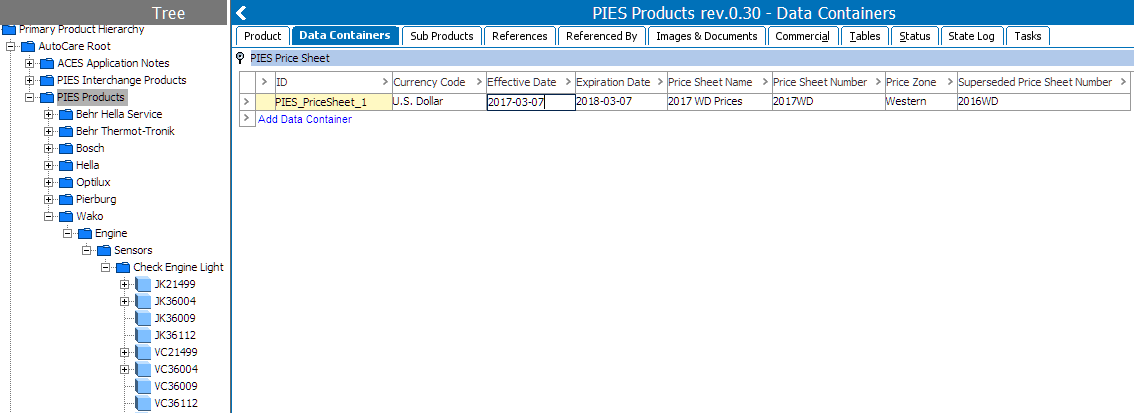 Tree
Primary Product Hierarchy
AutoCare Root
ACES Application Notes
PIES Interchange Products
PIES Products
Behr Hella Service
Behr Thermot-Tronik
Bosch
Hella
Optilux
Pierburg
Wako
Engine
Sensors
Check Engine Light
JK21499
JK36004
JK36009
JK36112
VC21499
VC36004
VC36009
VC36112
PIES Products rev.0.30 - Data Containers
Product Data Containers Sub Products References Referenced By Images & Documents Commercial Tables Status State Log Tasks
PIES Price Sheet
> ID > Currency Code > Effective Date > Expiration Date > Price Sheet Name > Price Sheet Number > Price Zone > Superseded Price Sheet Number >
> PIES_PriceSheet_1 U.S. Dollar 2017-03-07 2018-03-07 2017 WD Prices 2017WD Western 2016WD
> Add Data Container